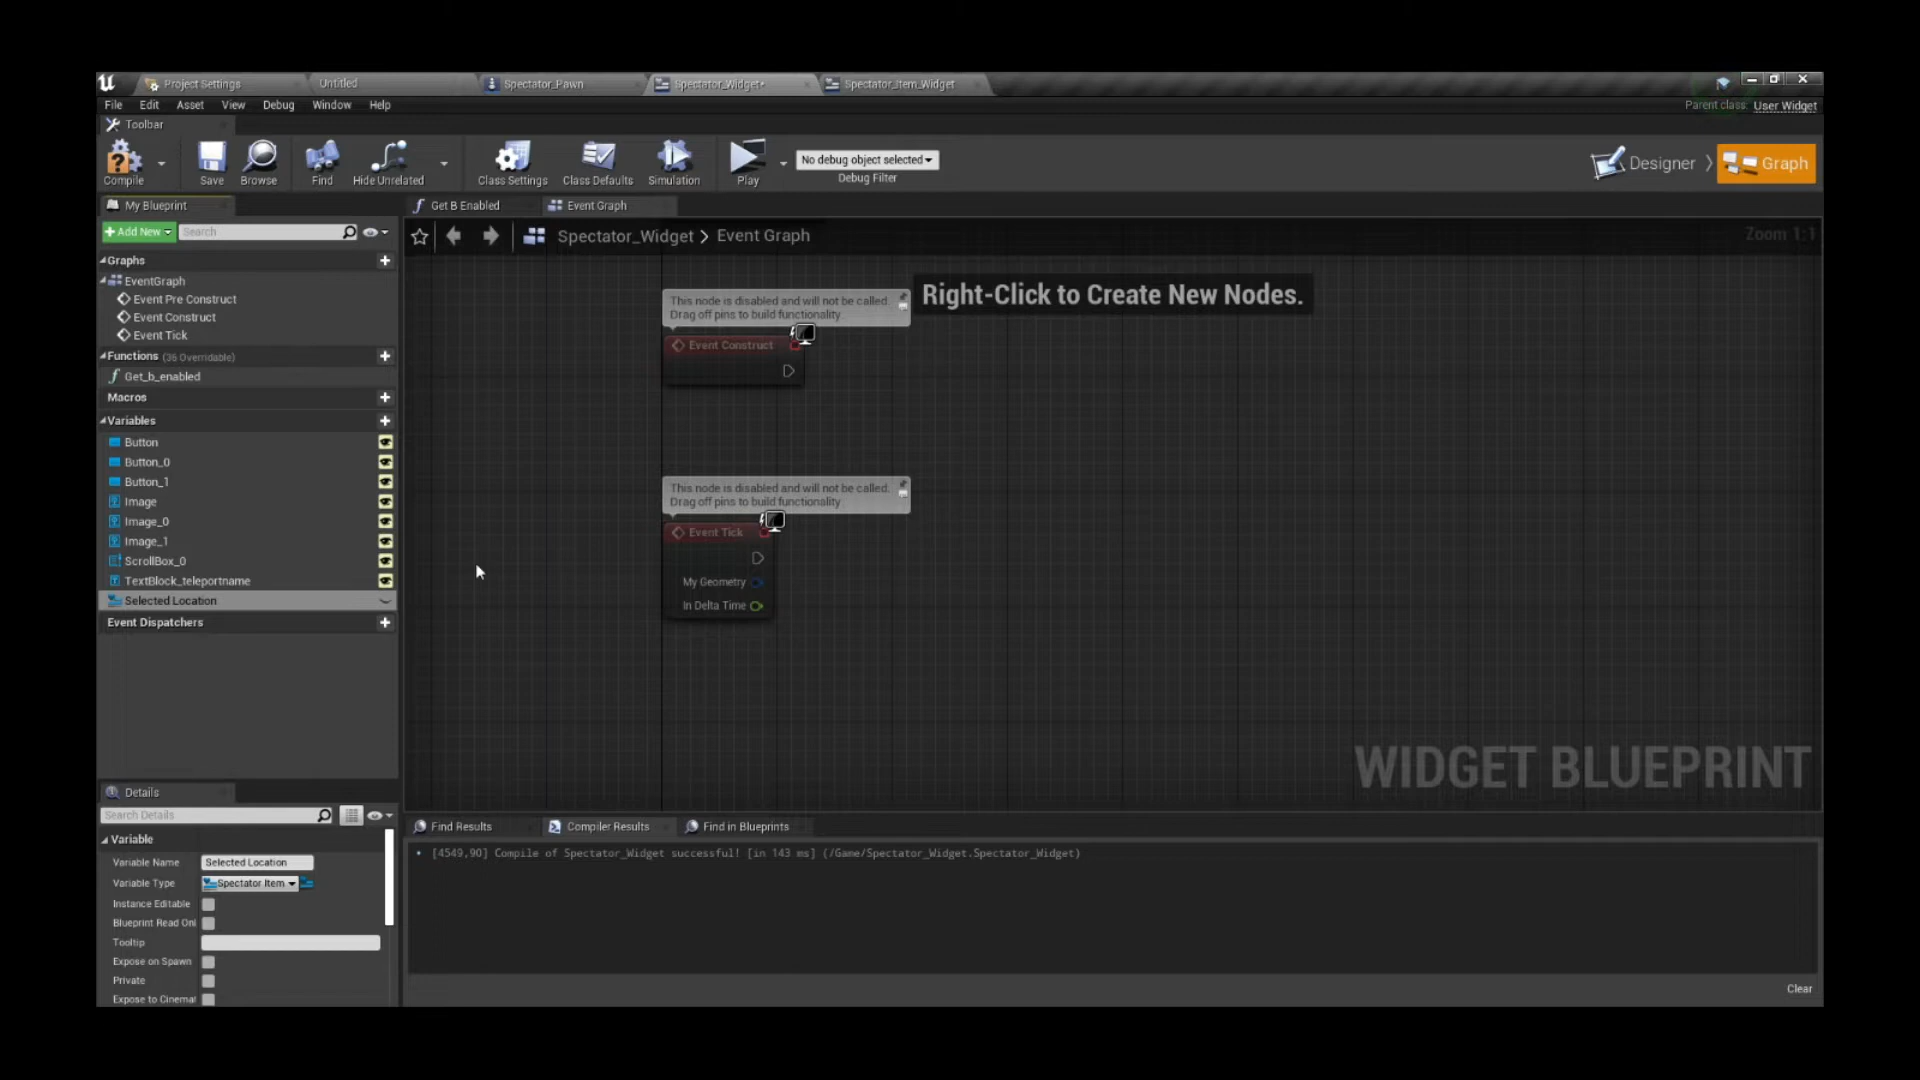 Project Settings
Untitled
Spectator_Pawn
Spectator_Widget*
Spectator_Item_Widget
File Edit Asset View Debug Window Help
Parent class: User Widget
Toolbar
Compile
Save
Browse
Find
Hide Unrelated
Class Settings
Class Defaults
Simulation
Play
No debug object selected
Debug Filter
Designer
Graph
My Blueprint
Get B Enabled
Event Graph
Add New
Search
Spectator_Widget > Event Graph
Zoom 1:1
Graphs
EventGraph
Event Pre Construct
Event Construct
Event Tick
Functions (36 Overridable)
Get_b_enabled
Macros
Variables
Button
Button_0
Button_1
Image
Image_0
Image_1
ScrollBox_0
TextBlock_teleportname
Selected Location
Event Dispatchers
Right-Click to Create New Nodes.
This node is disabled and will not be called.
Drag off pins to build functionality
Event Construct
This node is disabled and will not be called.
Drag off pins to build functionality
Event Tick
My Geometry
In Delta Time
WIDGET BLUEPRINT
Details
Search Details
Variable
Variable Name Selected Location
Variable Type Spectator Item
Instance Editable
Blueprint Read Onl
Tooltip
Expose on Spawn
Private
Expose to Cinemat
Find Results
Compiler Results
Find in Blueprints
[4549,90] Compile of Spectator_Widget successful! [in 143 ms] (/Game/Spectator_Widget.Spectator_Widget)
Clear